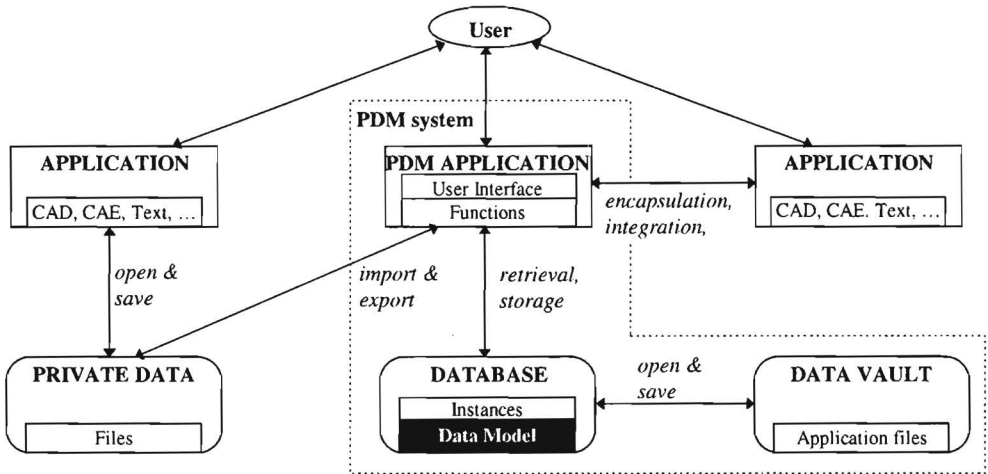 User
PDM system
APPLICATION
CAD, CAE, Text, ...
PDM APPLICATION
User Interface
Functions
encapsulation,
integration,
APPLICATION
CAD, CAE. Text, ...
open &
save
import &
export
retrieval,
storage
PRIVATE DATA
Files
DATABASE
Instances
Data Model
open &
save
DATA VAULT
Application files